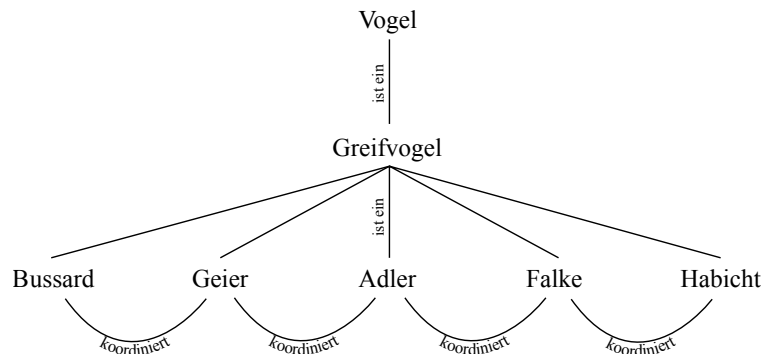 Vogel
ist ein
Greifvogel
ist ein
Bussard Geier Adler Falke Habicht
koordiniert koordiniert koordiniert koordiniert